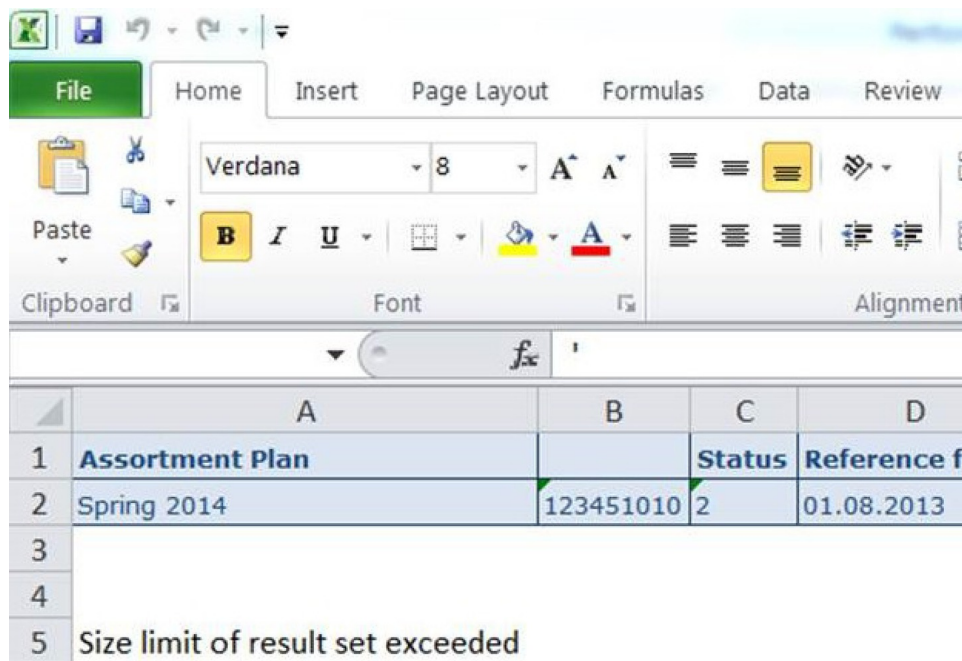 File Home Insert Page Layout Formulas Data Review
Verdana 8 A A
Paste B I U A
Clipboard Font Alignment
fx '
A B C D
1 Assortment Plan Status Reference f
2 Spring 2014 123451010 2 01.08.2013
3
4
5 Size limit of result set exceeded